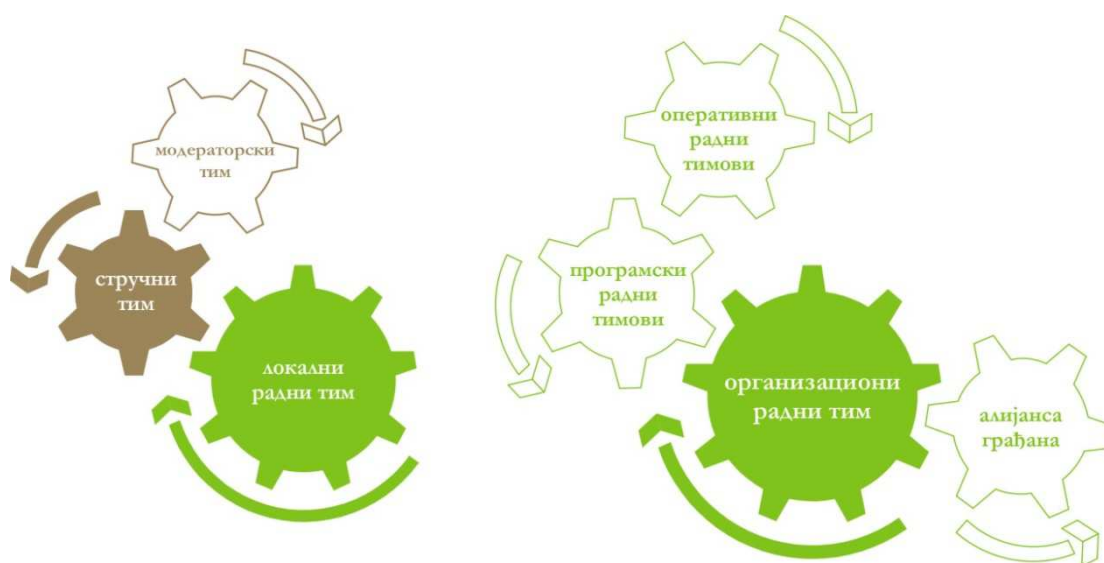 модераторски
тим
стручни
тим
локални
радни тим
оперативни
радни
тимови
програмски
радни
тимови
организациони
радни тим
алијанса
грађана